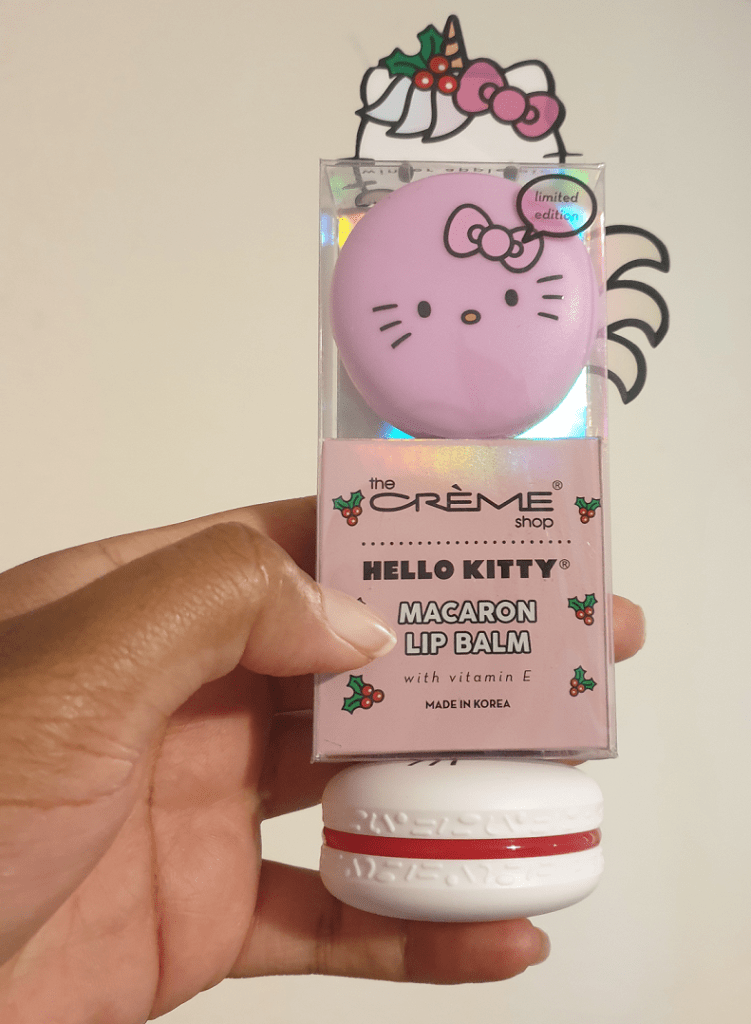 limited
edition
the
CRÈME®
shop
HELLO KITTY®
MACARON
LIP BALM
with vitamin E
MADE IN KOREA